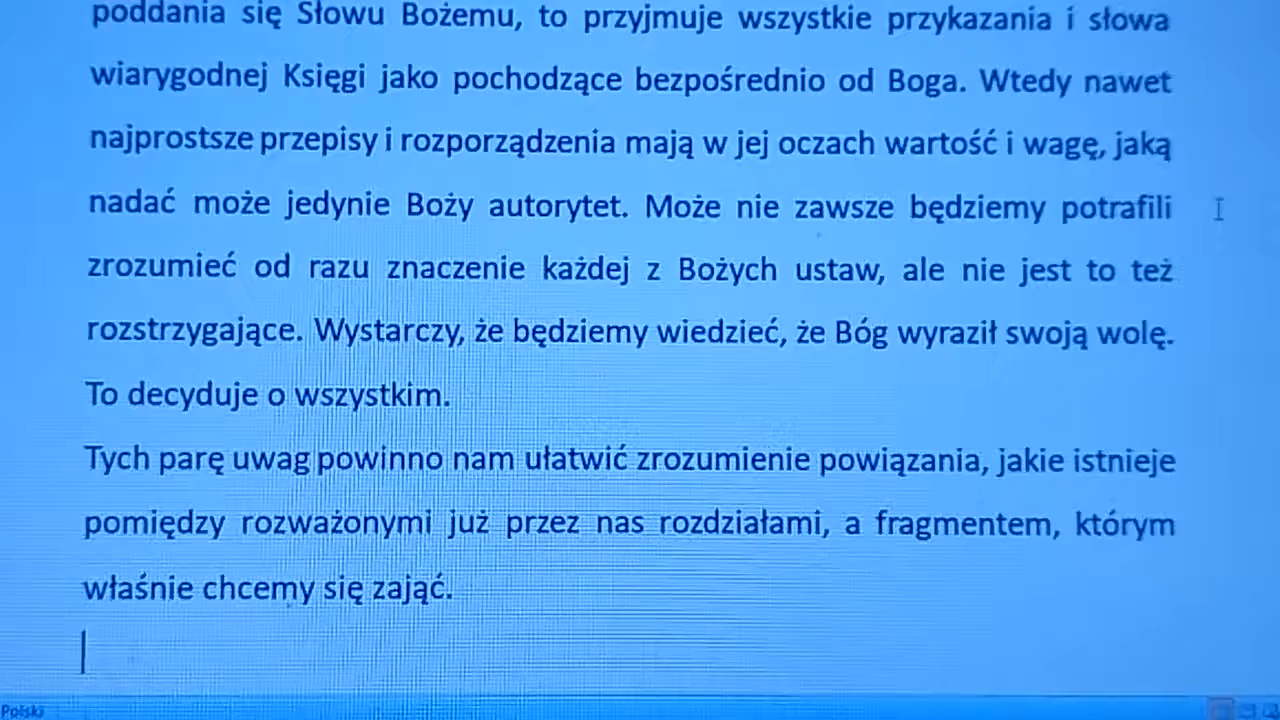 poddania się Słowu Bożemu, to przyjmuje wszystkie przykazania i słowa
wiarygodnej Księgi jako pochodzące bezpośrednio od Boga. Wtedy nawet
najprostsze przepisy i rozporządzenia mają w jej oczach wartość i wagę, jaką
nadać może jedynie Boży autorytet. Może nie zawsze będziemy potrafili
zrozumieć od razu znaczenie każdej z Bożych ustaw, ale nie jest to też
rozstrzygające. Wystarczy, że będziemy wiedzieć, że Bóg wyraził swoją wolę.
To decyduje o wszystkim.
Tych parę uwag powinno nam ułatwić zrozumienie powiązania, jakie istnieje
pomiędzy rozważonymi już przez nas rozdziałami, a fragmentem, którym
właśnie chcemy się zająć.
Polski